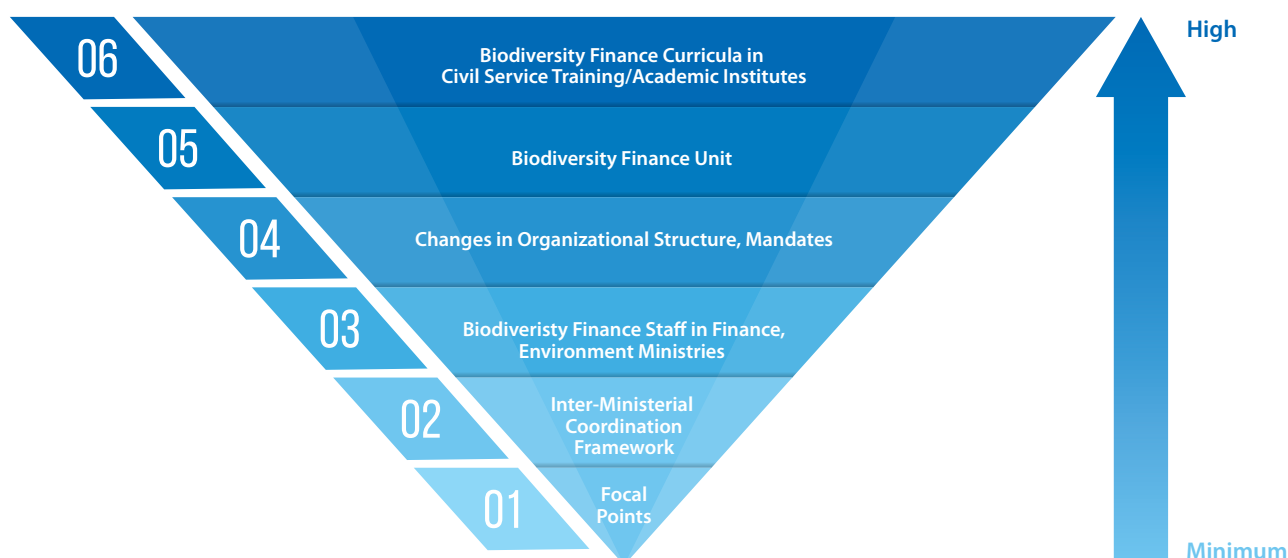 06
Biodiversity Finance Curricula in
Civil Service Training/Academic Institutes
High
05
Biodiversity Finance Unit
04
Changes in Organizational Structure, Mandates
03
Biodiveristy Finance Staff in Finance,
Environment Ministries
02
Inter-Ministerial
Coordination
Framework
01
Focal
Points
Minimum